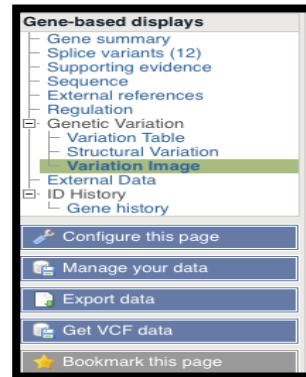 Gene-based displays
Gene summary
Splice variants (12)
Supporting evidence
Sequence
External references
Regulation
Genetic Variation
Variation Table
Structural Variation
Variation Image
External Data
ID History
Gene history
Configure this page
Manage your data
Export data
Get VCF data
Bookmark this page